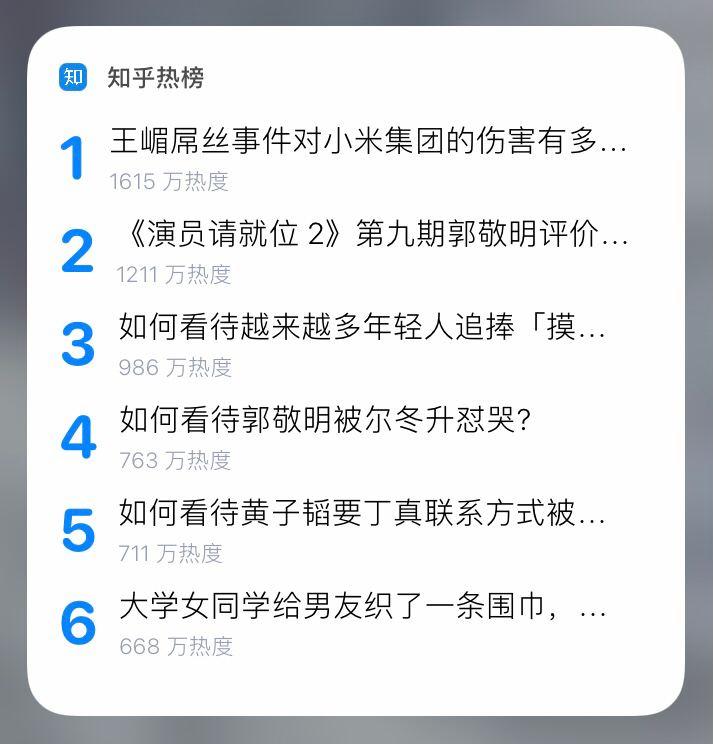 知 知乎热榜
1 王嵋屌丝事件对小米集团的伤害有多...
1615 万热度
2 《演员请就位 2》第九期郭敬明评价...
1211 万热度
3 如何看待越来越多年轻人追捧「摸...
986 万热度
4 如何看待郭敬明被尔冬升怼哭?
763 万热度
5 如何看待黄子韬要丁真联系方式被...
711 万热度
6 大学女同学给男友织了一条围巾，...
668 万热度